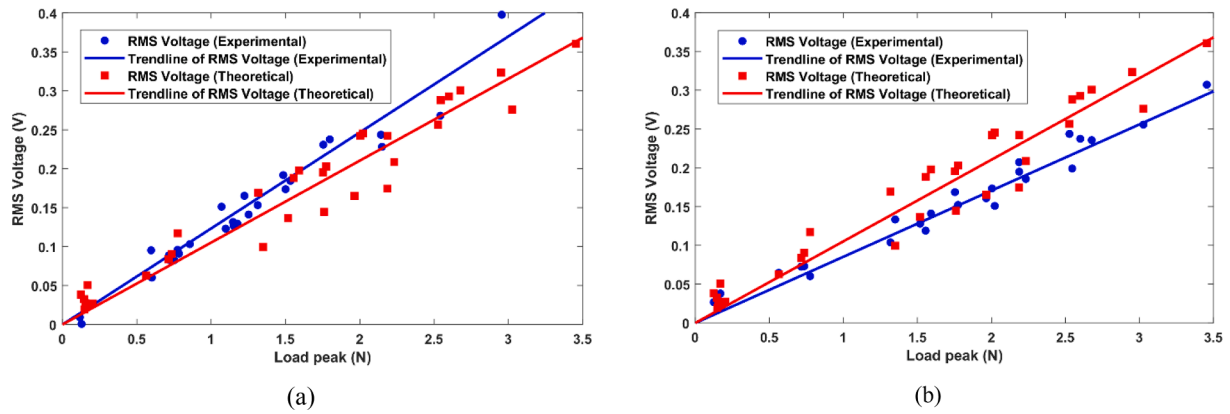 0.4
0.35
0.3
0.25
0.2
0.15
0.1
0.05
0
RMS Voltage (V)
RMS Voltage (Experimental)
Trendline of RMS Voltage (Experimental)
RMS Voltage (Theoretical)
Trendline of RMS Voltage (Theoretical)
0 0.5 1 1.5 2 2.5 3 3.5
Load peak (N)
(a)
0.4
0.35
0.3
0.25
0.2
0.15
0.1
0.05
0
RMS Voltage (V)
RMS Voltage (Experimental)
Trendline of RMS Voltage (Experimental)
RMS Voltage (Theoretical)
Trendline of RMS Voltage (Theoretical)
0 0.5 1 1.5 2 2.5 3 3.5
Load peak (N)
(b)